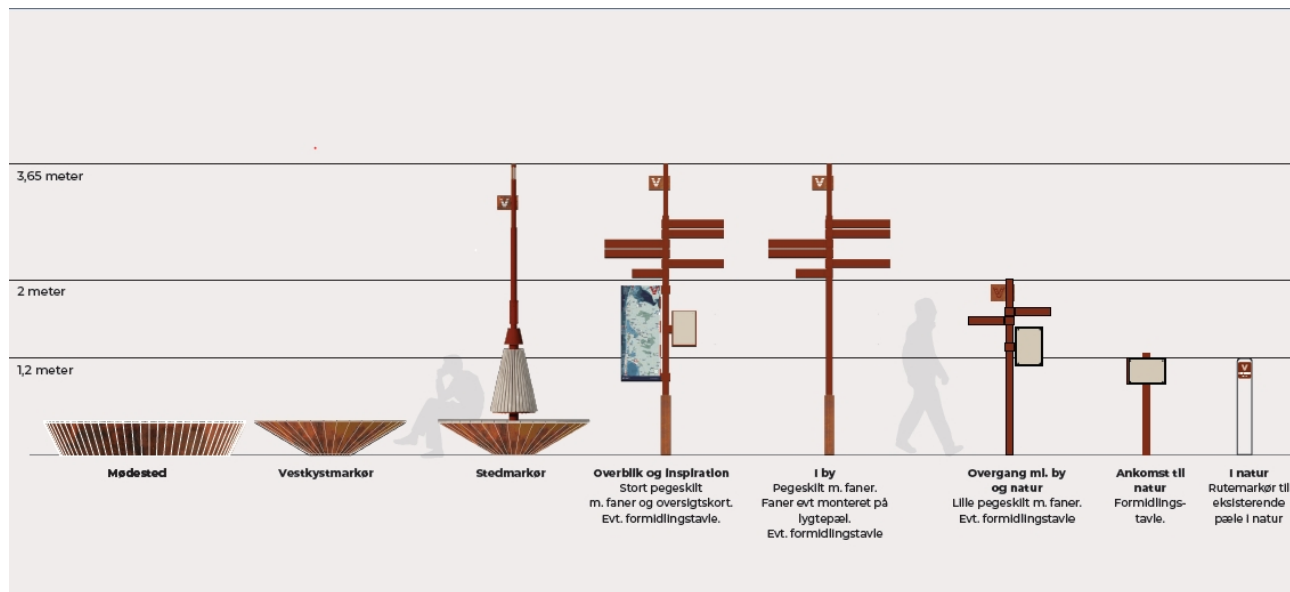 3,65 meter
2 meter
1,2 meter
V
V
V
V
V
Mødested
Vestkystmarkør
Stedmarkør
Overblik og inspiration
Stort pegeskilt
m. faner og oversigtskort.
Evt. formidlingstavle.
I by
Pegeskilt m. faner.
Faner evt monteret på
lygtepæl.
Evt. formidlingstavle
Overgang ml. by
og natur
Lille pegeskilt m. faner.
Evt. formidlingstavle
Ankomst til
natur
Formidlings-
tavle.
I natur
Rutemarkør til
eksisterende
pæle i natur